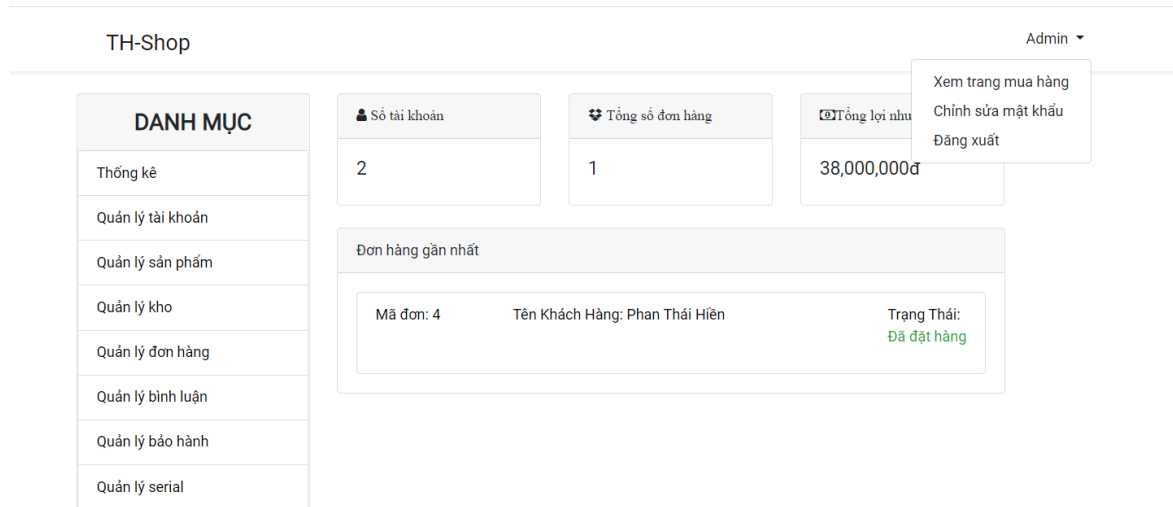 TH-Shop
Admin
Xem trang mua hàng
Chỉnh sửa mật khẩu
Đăng xuất
DANH MỤC
Thống kê
Quản lý tài khoản
Quản lý sản phẩm
Quản lý kho
Quản lý đơn hàng
Quản lý bình luận
Quản lý bảo hành
Quản lý serial
Số tài khoản
2
Tổng số đơn hàng
1
Tổng lợi nhu
38,000,000đ
Đơn hàng gần nhất
Mã đơn: 4
Tên Khách Hàng: Phan Thái Hiền
Trạng Thái:
Đã đặt hàng